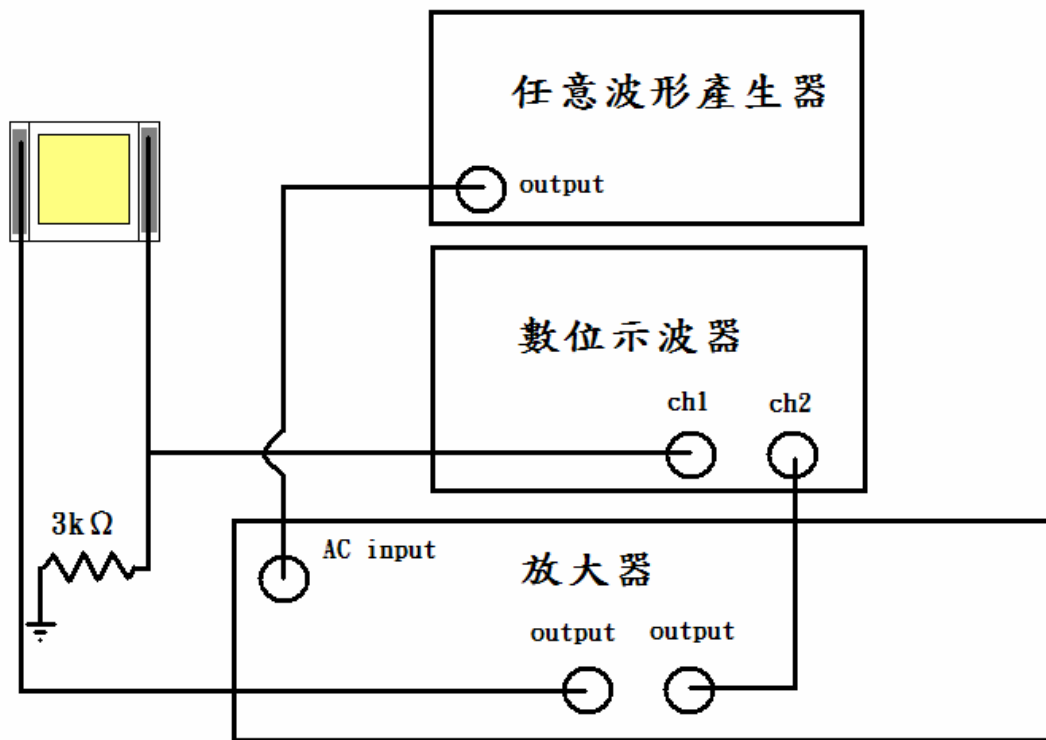 任意波形產生器
output
數位示波器
ch1 ch2
3kΩ
AC input
放大器
output output